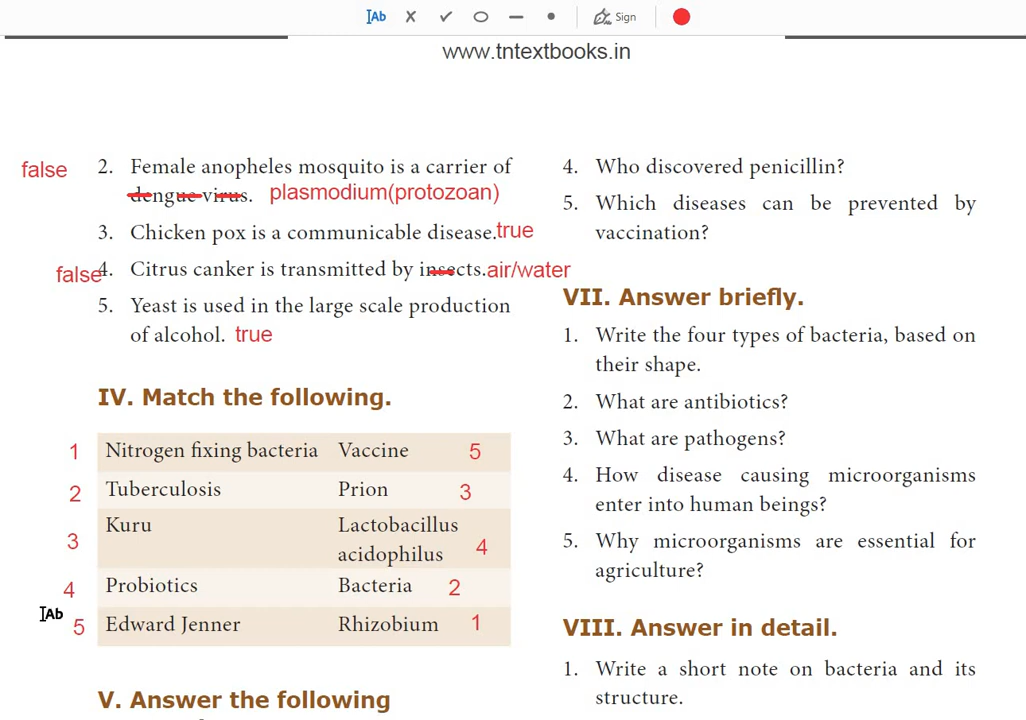 Ab Sign
www.tntextbooks.in
false 2. Female anopheles mosquito is a carrier of
dengue virus. plasmodium(protozoan)
3. Chicken pox is a communicable disease.true
false 4. Citrus canker is transmitted by insects.air/water
5. Yeast is used in the large scale production
of alcohol. true
IV. Match the following.
1 Nitrogen fixing bacteria Vaccine 5
2 Tuberculosis Prion 3
3 Kuru Lactobacillus
acidophilus 4
4 Probiotics Bacteria 2
Ab
5 Edward Jenner Rhizobium 1
V. Answer the following
4. Who discovered penicillin?
5. Which diseases can be prevented by
vaccination?
VII. Answer briefly.
1. Write the four types of bacteria, based on
their shape.
2. What are antibiotics?
3. What are pathogens?
4. How disease causing microorganisms
enter into human beings?
5. Why microorganisms are essential for
agriculture?
VIII. Answer in detail.
1. Write a short note on bacteria and its
structure.